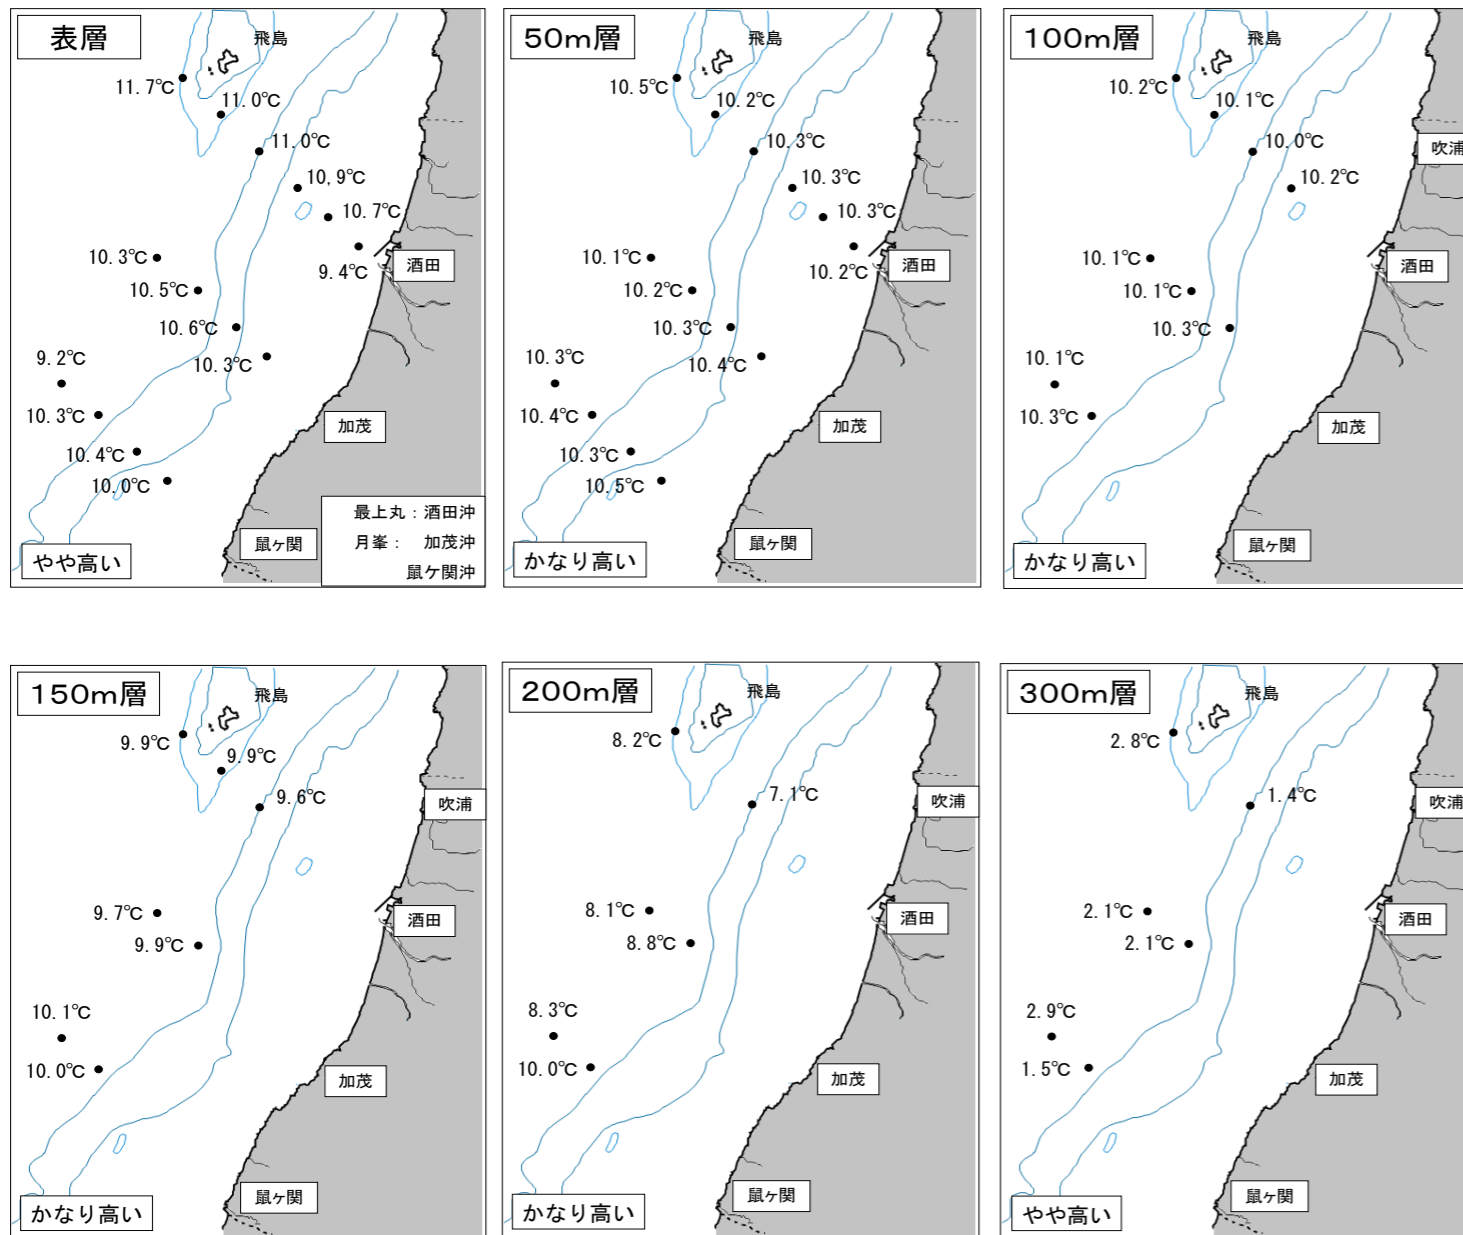 表層
飛島
11.7℃
11.0℃
11.0℃
10,9℃
10.7℃
9.4℃
酒田
10.3℃
10.5℃
10.6℃
10.3℃
9.2℃
10.3℃
10.4℃
10.0℃
加茂
鼠ヶ関
やや高い
最上丸：酒田沖
月峯： 加茂沖
鼠ケ関沖
50m層
飛島
10.5℃
10.2℃
10.3℃
10.3℃
10.3℃
10.2℃
酒田
10.1℃
10.2℃
10.3℃
10.4℃
10.3℃
10.4℃
10.3℃
10.5℃
加茂
鼠ヶ関
かなり高い
100m層
飛島
10.2℃
10.1℃
10.0℃
吹浦
10.2℃
酒田
10.1℃
10.1℃
10.3℃
10.1℃
10.3℃
加茂
鼠ヶ関
かなり高い
150m層
飛島
9.9℃
9.9℃
9.6℃
吹浦
9.7℃
9.9℃
酒田
10.1℃
10.0℃
加茂
鼠ヶ関
かなり高い
200m層
飛島
8.2℃
7.1℃
吹浦
8.1℃
8.8℃
酒田
8.3℃
10.0℃
加茂
鼠ヶ関
かなり高い
300m層
飛島
2.8℃
1.4℃
吹浦
2.1℃
2.1℃
酒田
2.9℃
1.5℃
加茂
鼠ヶ関
やや高い